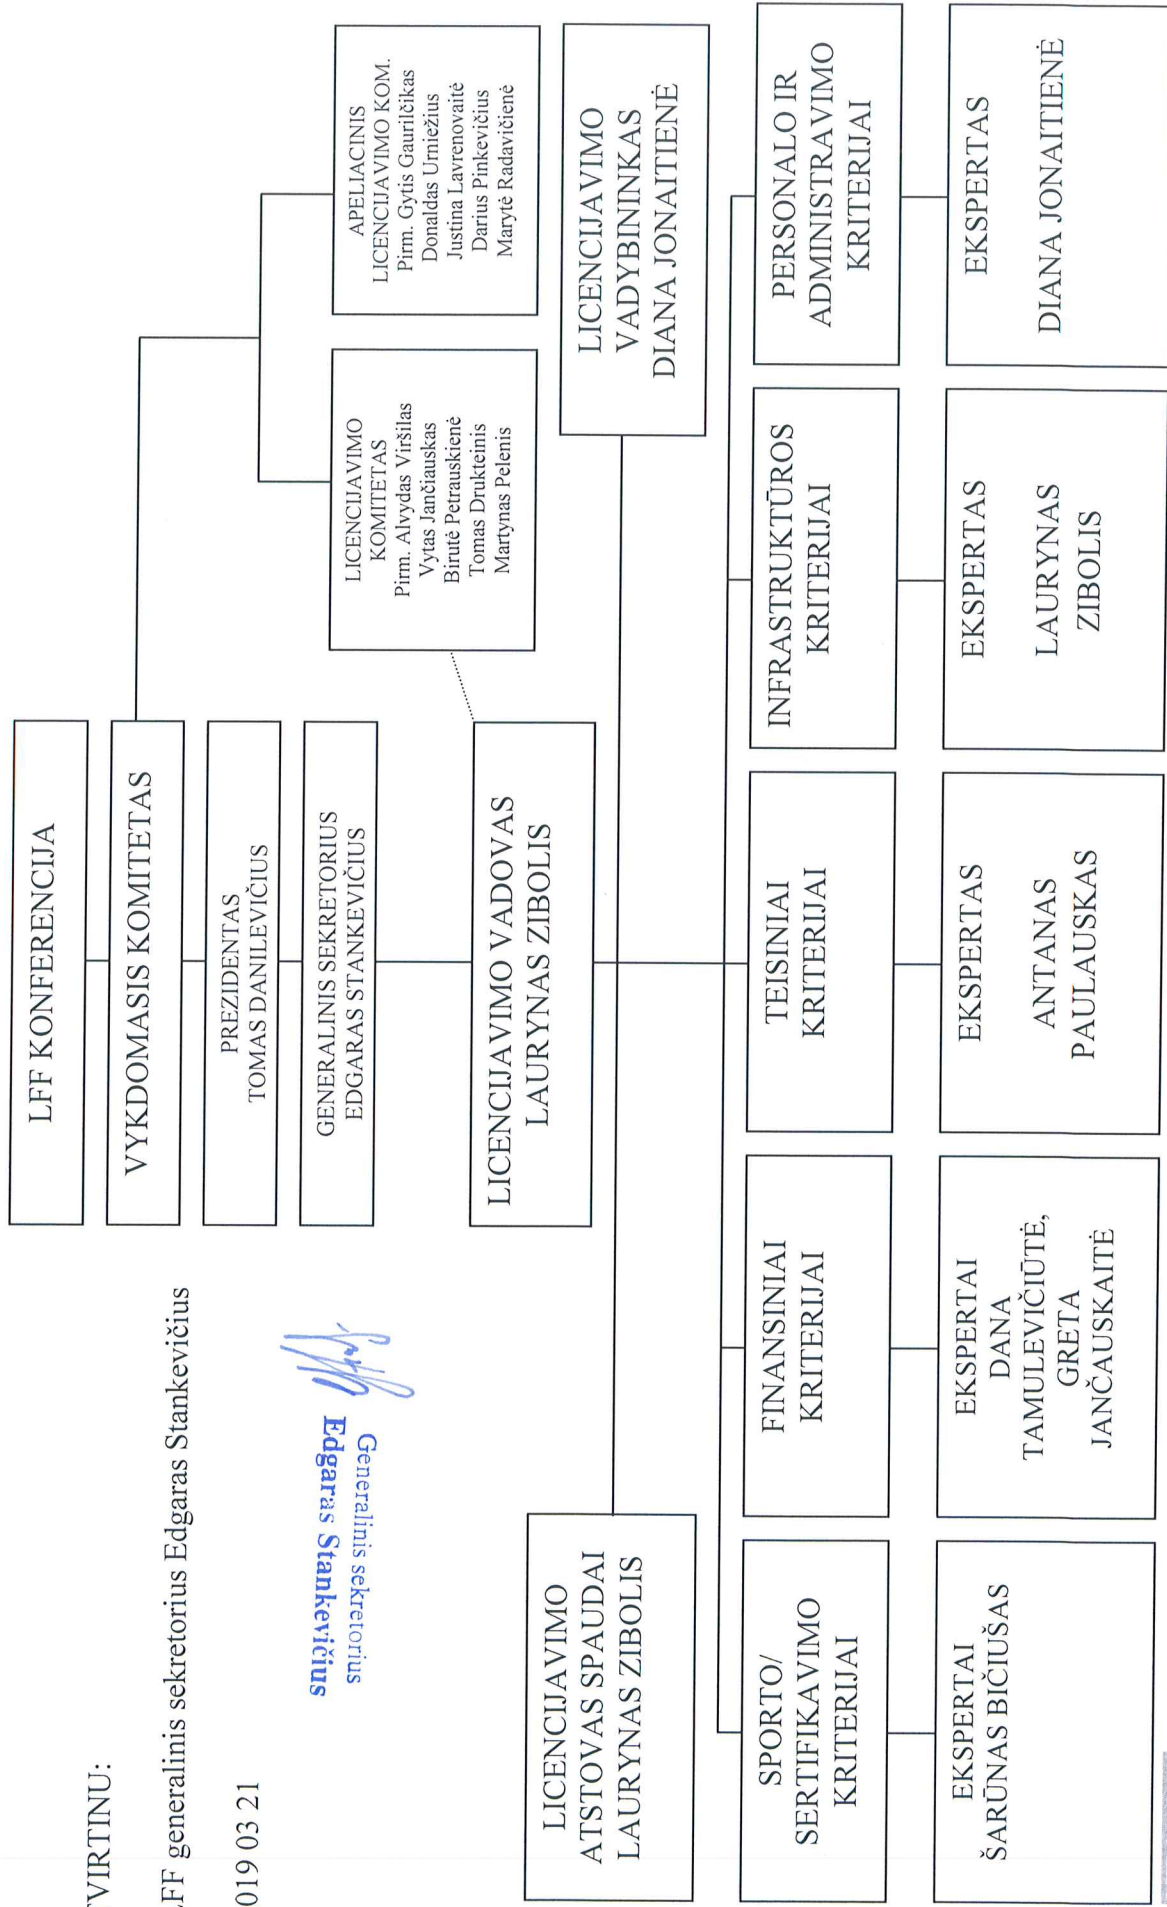 TVIRTINU:
LFF generalinis sekretorius Edgaras Stankevičius
019 03 21
Generalinis sekretorius
Edgaras Stankevičius
LFF KONFERENCIJA
VYKDOMASIS KOMITETAS
PREZIDENTAS
TOMAS DANILEVIČIUS
GENERALINIS SEKRETORIUS
EDGARAS STANKEVIČIUS
LICENCIJAVIMO
KOMITETAS
Pirm. Alvydas Viršilas
Vytas Jančiauskas
Birutė Petrauskienė
Tomas Drukteinis
Martynas Pelenis
APELIACINIS
LICENCIJAVIMO KOM.
Pirm. Gytis Gaurilčikas
Donaldas Urniežius
Justina Lavrenovaitė
Darius Pinkevičius
Marytė Radavičienė
LICENCIJAVIMO VADOVAS
LAURYNAS ZIBOLIS
LICENCIJAVIMO
ATSTOVAS SPAUDAI
LAURYNAS ZIBOLIS
LICENCIJAVIMO
VADYBININKAS
DIANA JONAITIENĖ
SPORTO/
SERTIFIKAVIMO
KRITERIJAI
FINANSINIAI
KRITERIJAI
TEISINIAI
KRITERIJAI
INFRASTRUKTŪROS
KRITERIJAI
PERSONALO IR
ADMINISTRAVIMO
KRITERIJAI
EKSPERTAI
ŠARŪNAS BIČIUŠAS
EKSPERTAI
DANA
TAMULEVIČIŪTĖ,
GRETA
JANČAUSKAITĖ
EKSPERTAS
ANTANAS
PAULAUSKAS
EKSPERTAS
LAURYNAS
ZIBOLIS
EKSPERTAS
DIANA JONAITIENĖ